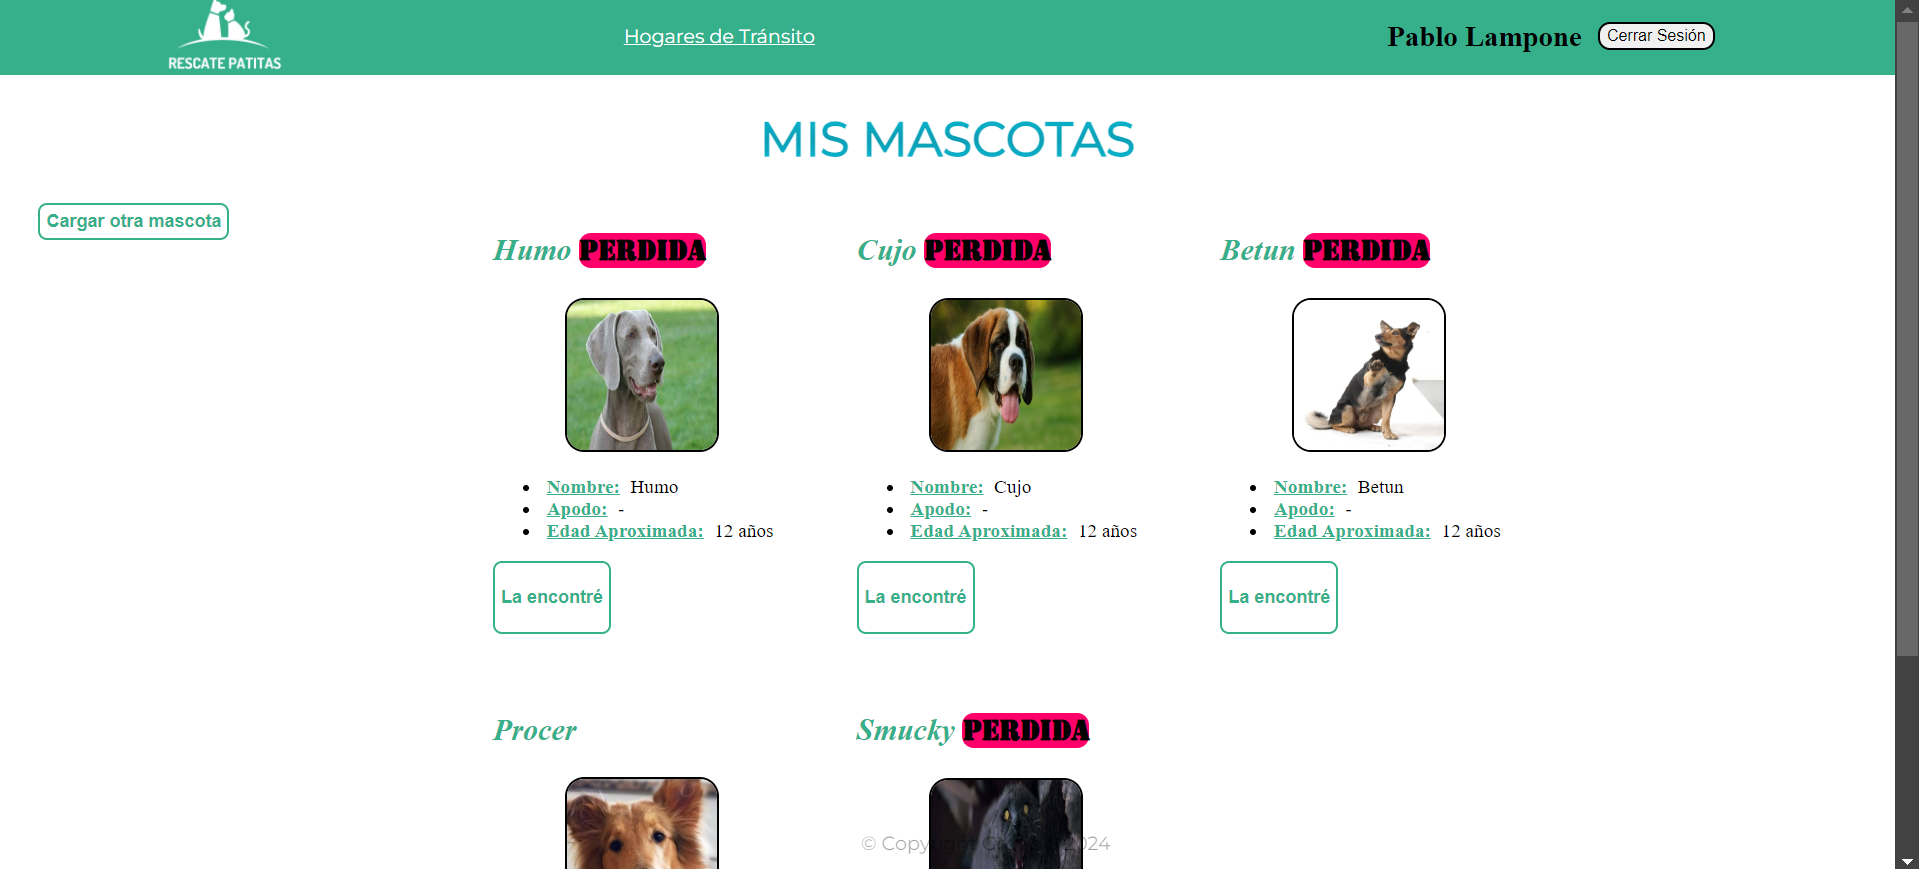 RESCATE PATITAS
Hogares de Tránsito
Pablo Lampone
Cerrar Sesión
MIS MASCOTAS
Cargar otra mascota
Humo PERDIDA
Cujo PERDIDA
Betun PERDIDA
Nombre: Humo
Apodo: -
Edad Aproximada: 12 años
Nombre: Cujo
Apodo: -
Edad Aproximada: 12 años
Nombre: Betun
Apodo: -
Edad Aproximada: 12 años
La encontré
La encontré
La encontré
Procer
Smucky PERDIDA
© Copyright 2024